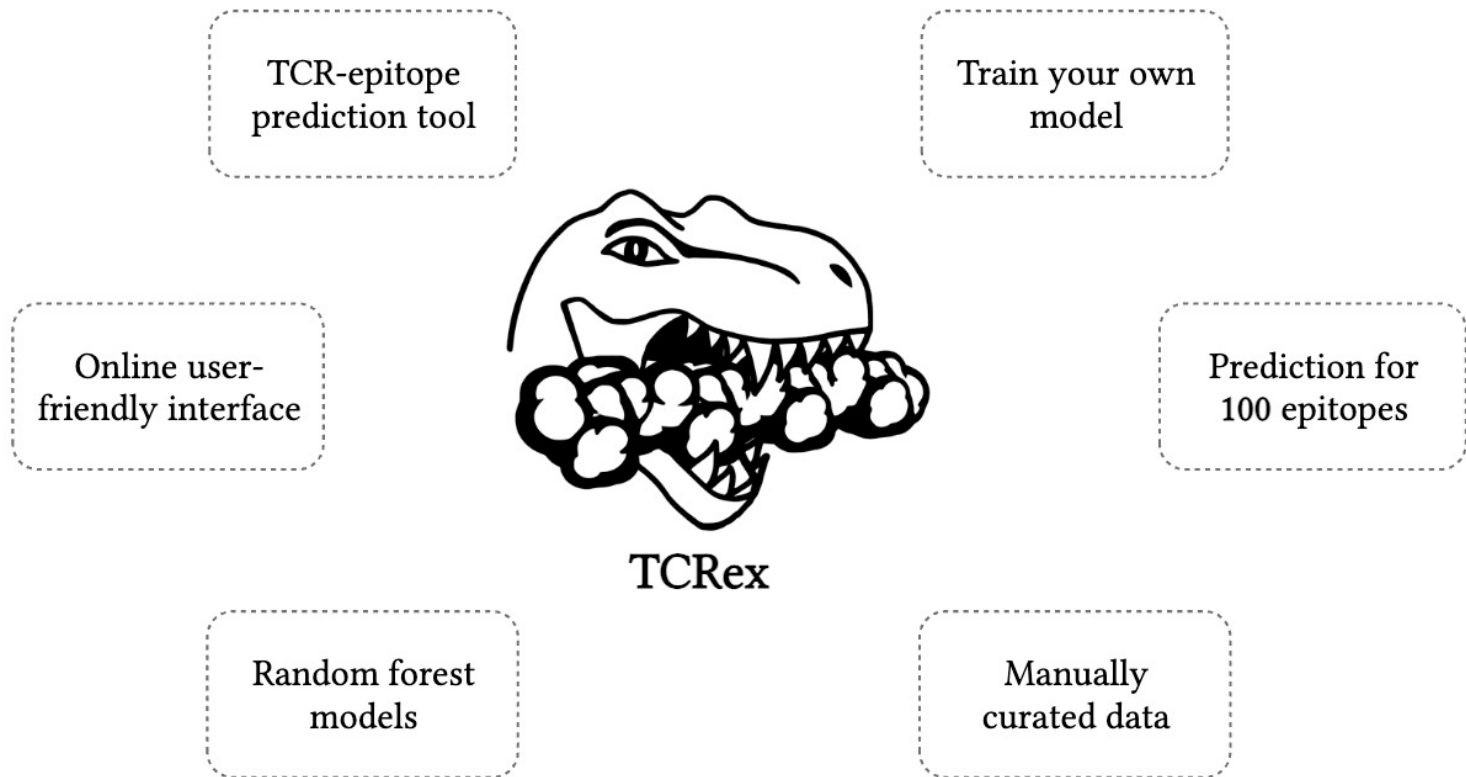 TCR-epitope
prediction tool
Train your own
model
Online user-
friendly interface
Prediction for
100 epitopes
TCRex
Random forest
models
Manually
curated data